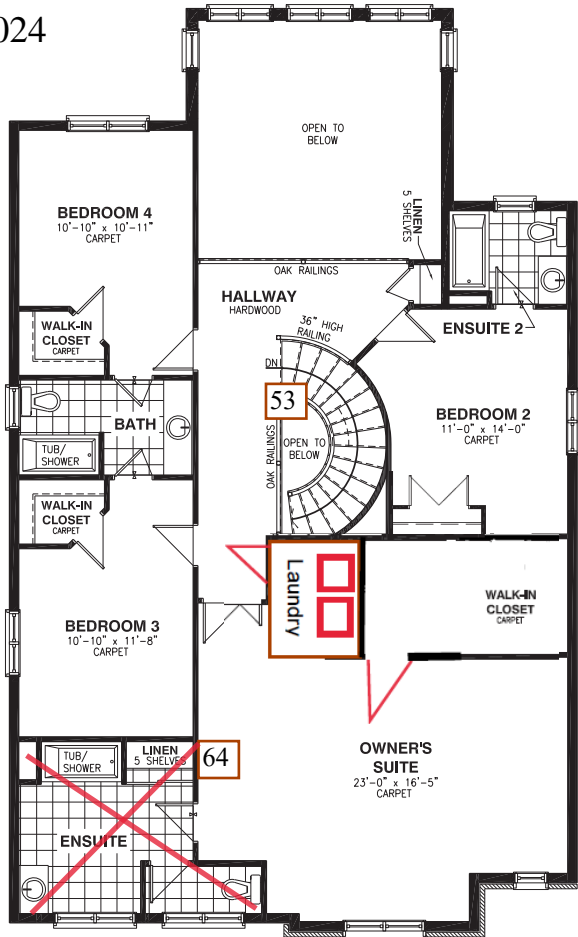 024
OPEN TO
BELOW
BEDROOM 4
10'-10" x 10'-11"
CARPET
LINEN
5 SHELVES
OAK RAILINGS
HALLWAY
HARDWOOD
36" HIGH
RAILING
ENSUITE 2
WALK-IN
CLOSET
CARPET
DN
53
BATH
TUB/
SHOWER
OAK RAILINGS
OPEN TO
BELOW
BEDROOM 2
11'-0" x 14'-0"
CARPET
WALK-IN
CLOSET
CARPET
Laundry
WALK-IN
CLOSET
CARPET
BEDROOM 3
10'-10" x 11'-8"
CARPET
TUB/
SHOWER
LINEN
5 SHELVES
64
OWNER'S
SUITE
23'-0" x 16'-5"
CARPET
ENSUITE